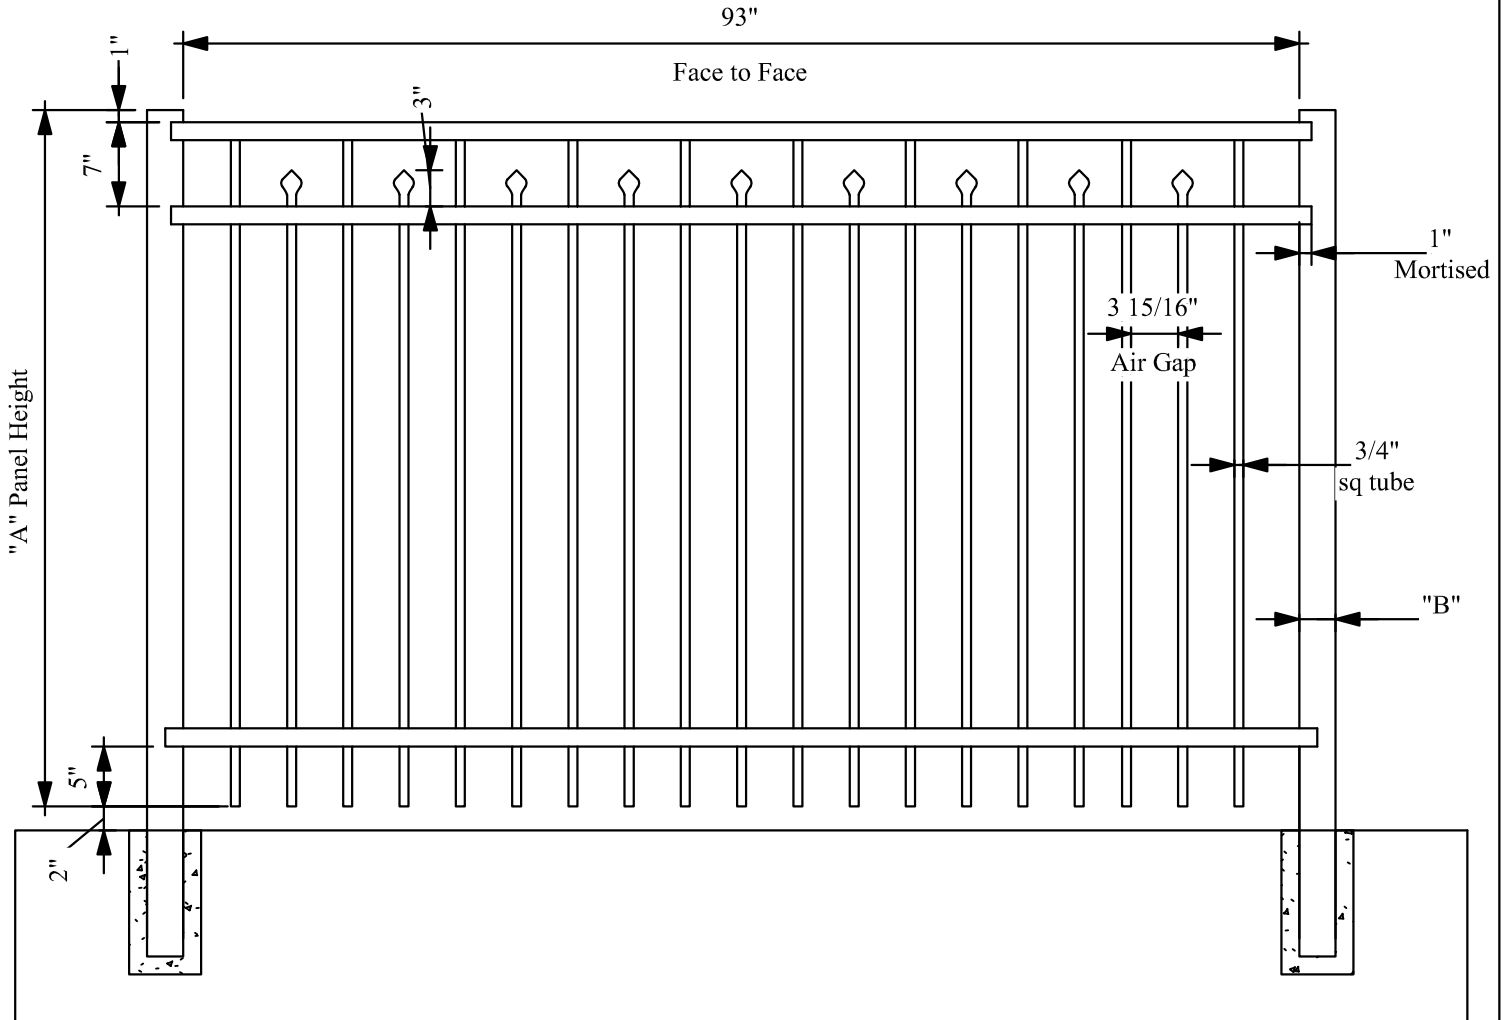 93"
Face to Face
1"
3"
7"
1"
Mortised
3 15/16"
Air Gap
"A" Panel Height
3/4"
sq tube
"B"
5"
2"